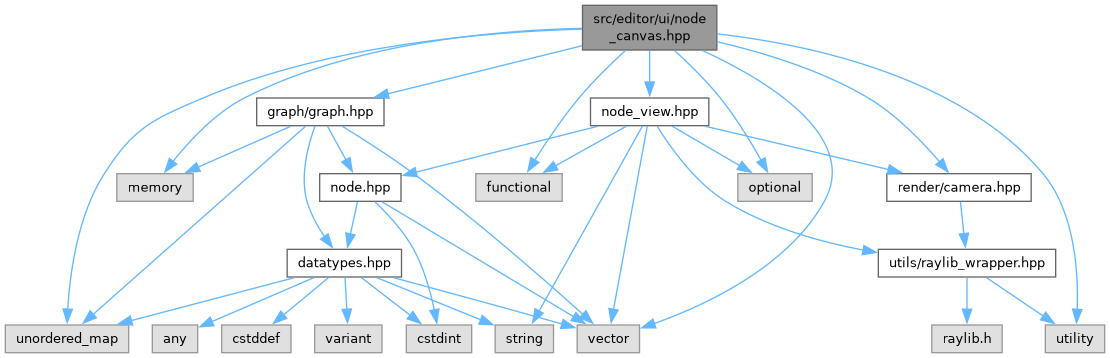 src/editor/ui/node
_canvas.hpp
graph/graph.hpp
node_view.hpp
memory
node.hpp
functional
optional
render/camera.hpp
datatypes.hpp
utils/raylib_wrapper.hpp
unordered_map
any
cstddef
variant
cstdint
string
vector
raylib.h
utility